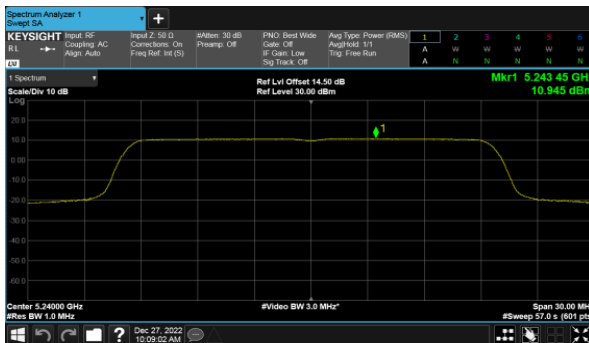 Spectrum Analyzer 1
Swept SA
+
KEYSIGHT Input: RF Input Z: 50 Ω #Atten: 30 dB PNO: Best Wide Avg Type: Power (RMS) 1 2 3 4 5 6
RL Coupling: AC Corrections: On Preamp: Off Gate: Off Avg|Hold: 1/1 A W W W W W
Align: Auto Freq Ref: Int (S) IF Gain: Low Trig: Free Run
Sig Track: Off A N N N N N
1 Spectrum
Scale/Div 10 dB
Ref Lvl Offset 14.50 dB
Ref Level 30.00 dBm
Mkr1 5.243 45 GH
10.945 dBm
Log
1
20.0
10.0
0.00
-10.0
-20.0
-30.0
-40.0
-50.0
-60.0
Center 5.24000 GHz #Video BW 3.0 MHz* Span 30.00 MH
#Res BW 1.0 MHz #Sweep 57.0 s (601 pts
? Dec 27, 2022
10:09:02 AM